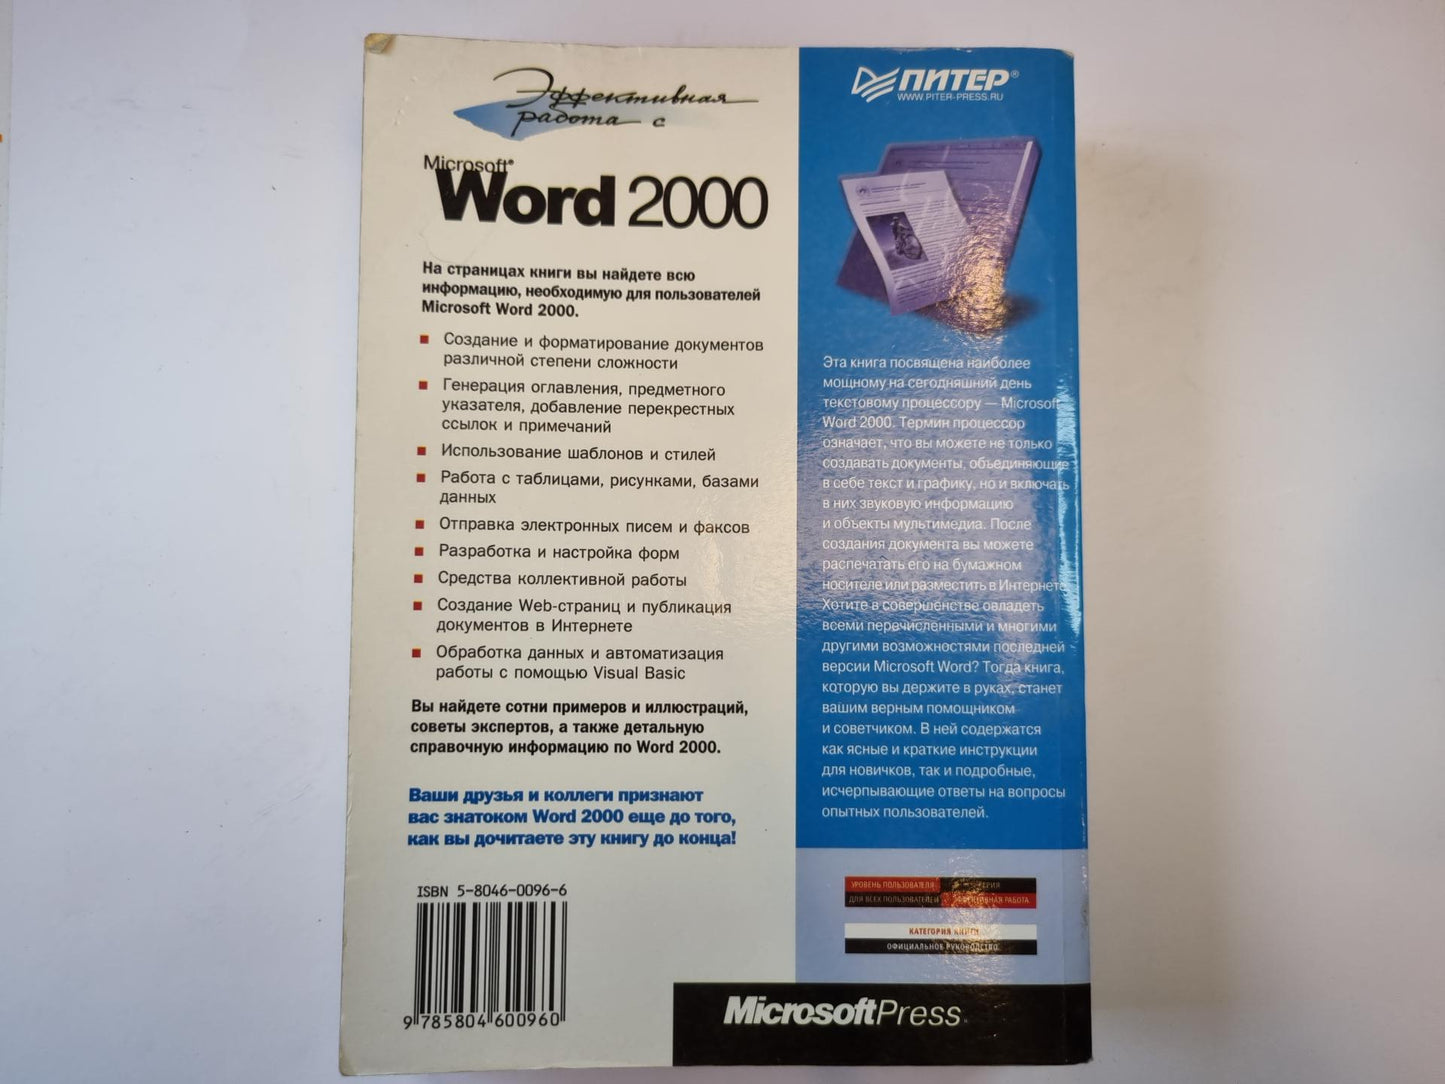 Эффективная
работа с
Microsoft®
Word 2000
На страницах книги вы найдете всю
информацию, необходимую для пользователей
Microsoft Word 2000.
Создание и форматирование документов
различной степени сложности
Генерация оглавления, предметного
указателя, добавление перекрестных
ссылок и примечаний
Использование шаблонов и стилей
Работа с таблицами, рисунками, базами
данных
Отправка электронных писем и факсов
Разработка и настройка форм
Средства коллективной работы
Создание Web-страниц и публикация
документов в Интернете
Обработка данных и автоматизация
работы с помощью Visual Basic
Вы найдете сотни примеров и иллюстраций,
советы экспертов, а также детальную
справочную информацию по Word 2000.
Ваши друзья и коллеги признают
вас знатоком Word 2000 еще до того,
как вы дочитаете эту книгу до конца!
ISBN 5-8046-0096-6
9 785804 600960
ПИТЕР®
WWW.PITER-PRESS.RU
Эта книга посвящена наиболее
мощному на сегодняшний день
текстовому процессору — Microsoft
Word 2000. Термин процессор
означает, что вы можете не только
создавать документы, объединяющие
в себе текст и графику, но и включать
в них звуковую информацию
и объекты мультимедиа. После
создания документа вы можете
распечатать его на бумажном
носителе или разместить в Интернете.
Хотите в совершенстве овладеть
всеми перечисленными и многими
другими возможностями последней
версии Microsoft Word? Тогда книга,
которую вы держите в руках, станет
вашим верным помощником
и советчиком. В ней содержатся
как ясные и краткие инструкции
для новичков, так и подробные,
исчерпывающие ответы на вопросы
опытных пользователей.
УРОВЕНЬ ПОЛЬЗОВАТЕЛЯ СЕРИЯ
ДЛЯ ВСЕХ ПОЛЬЗОВАТЕЛЕЙ ЭФФЕКТИВНАЯ РАБОТА
КАТЕГОРИЯ КНИГИ
ОФИЦИАЛЬНОЕ РУКОВОДСТВО
Microsoft Press